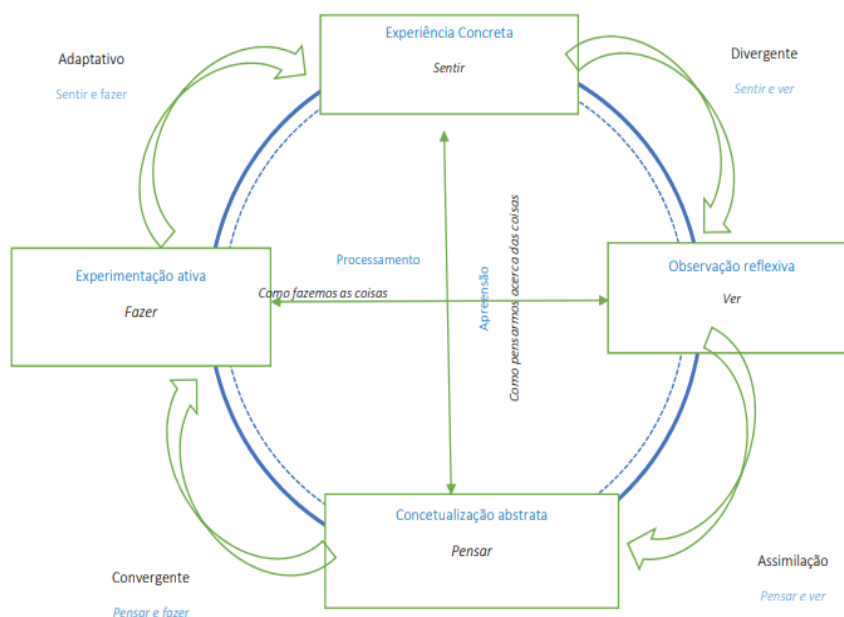 Experiência Concreta
Sentir
Adaptativo
Sentir e fazer
Divergente
Sentir e ver
Experimentação ativa
Fazer
Processamento
Como fazemos as coisas
Apreensão
Como pensarmos acerca das coisas
Observação reflexiva
Ver
Concetualização abstrata
Pensar
Convergente
Pensar e fazer
Assimilação
Pensar e ver